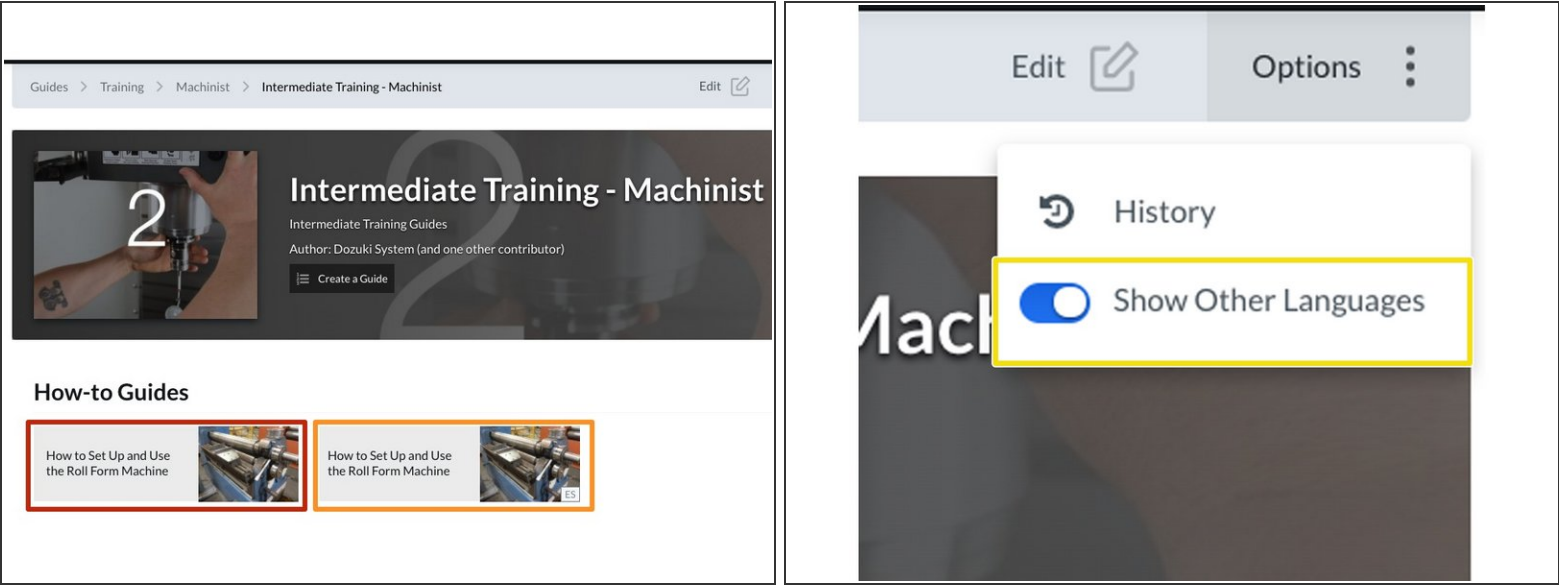 Guides > Training > Machinist > Intermediate Training - Machinist
Edit
2
Intermediate Training - Machinist
Intermediate Training Guides
Author: Dozuki System (and one other contributor)
Create a Guide
How-to Guides
How to Set Up and Use
the Roll Form Machine
How to Set Up and Use
the Roll Form Machine
ES
Edit
Options
History
Show Other Languages
Mach